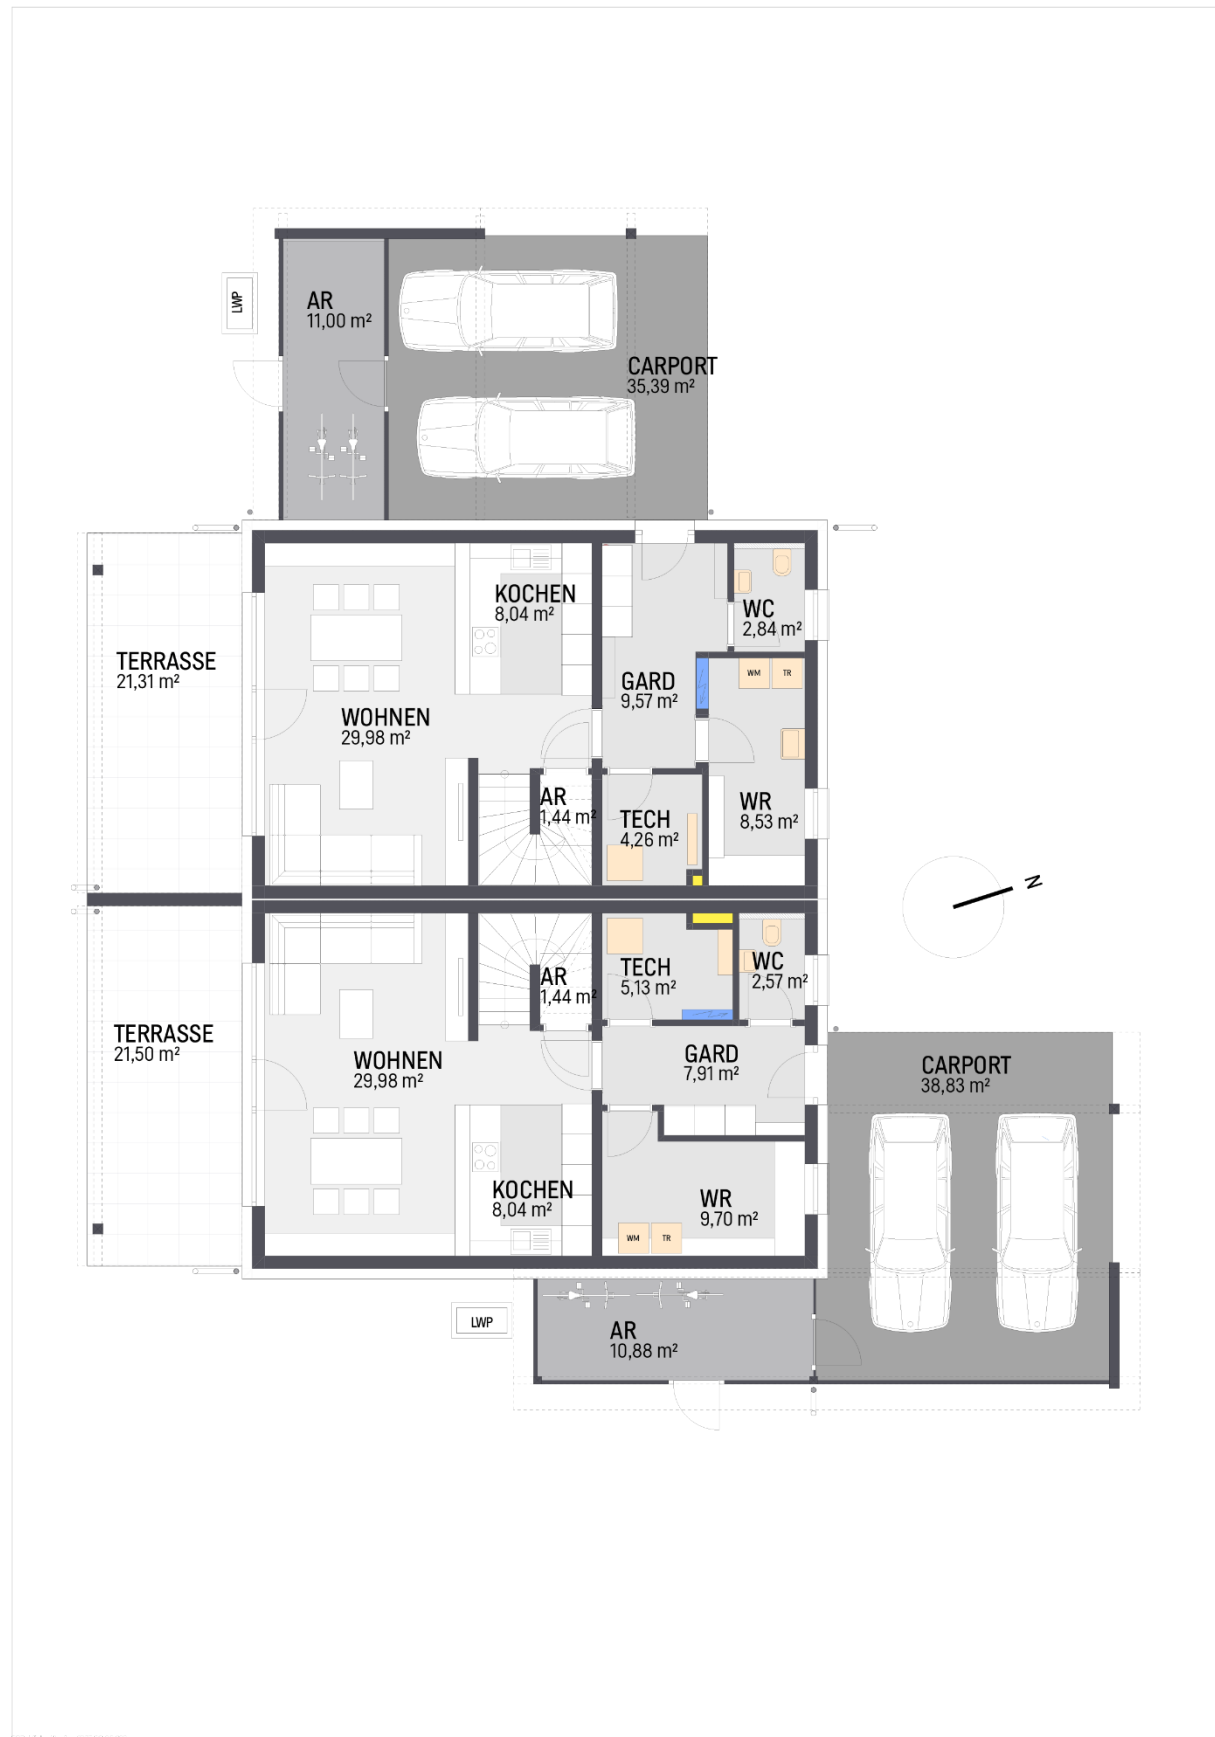 LWP
AR
11,00 m²
CARPORT
35,39 m²
KOCHEN
8,04 m²
WC
2,84 m²
TERRASSE
21,31 m²
WM
TR
GARD
9,57 m²
WOHNEN
29,98 m²
AR
1,44 m²
TECH
4,26 m²
WR
8,53 m²
N
AR
1,44 m²
TECH
5,13 m²
WC
2,57 m²
TERRASSE
21,50 m²
WOHNEN
29,98 m²
GARD
7,91 m²
CARPORT
38,83 m²
KOCHEN
8,04 m²
WR
9,70 m²
WM
TR
LWP
AR
10,88 m²